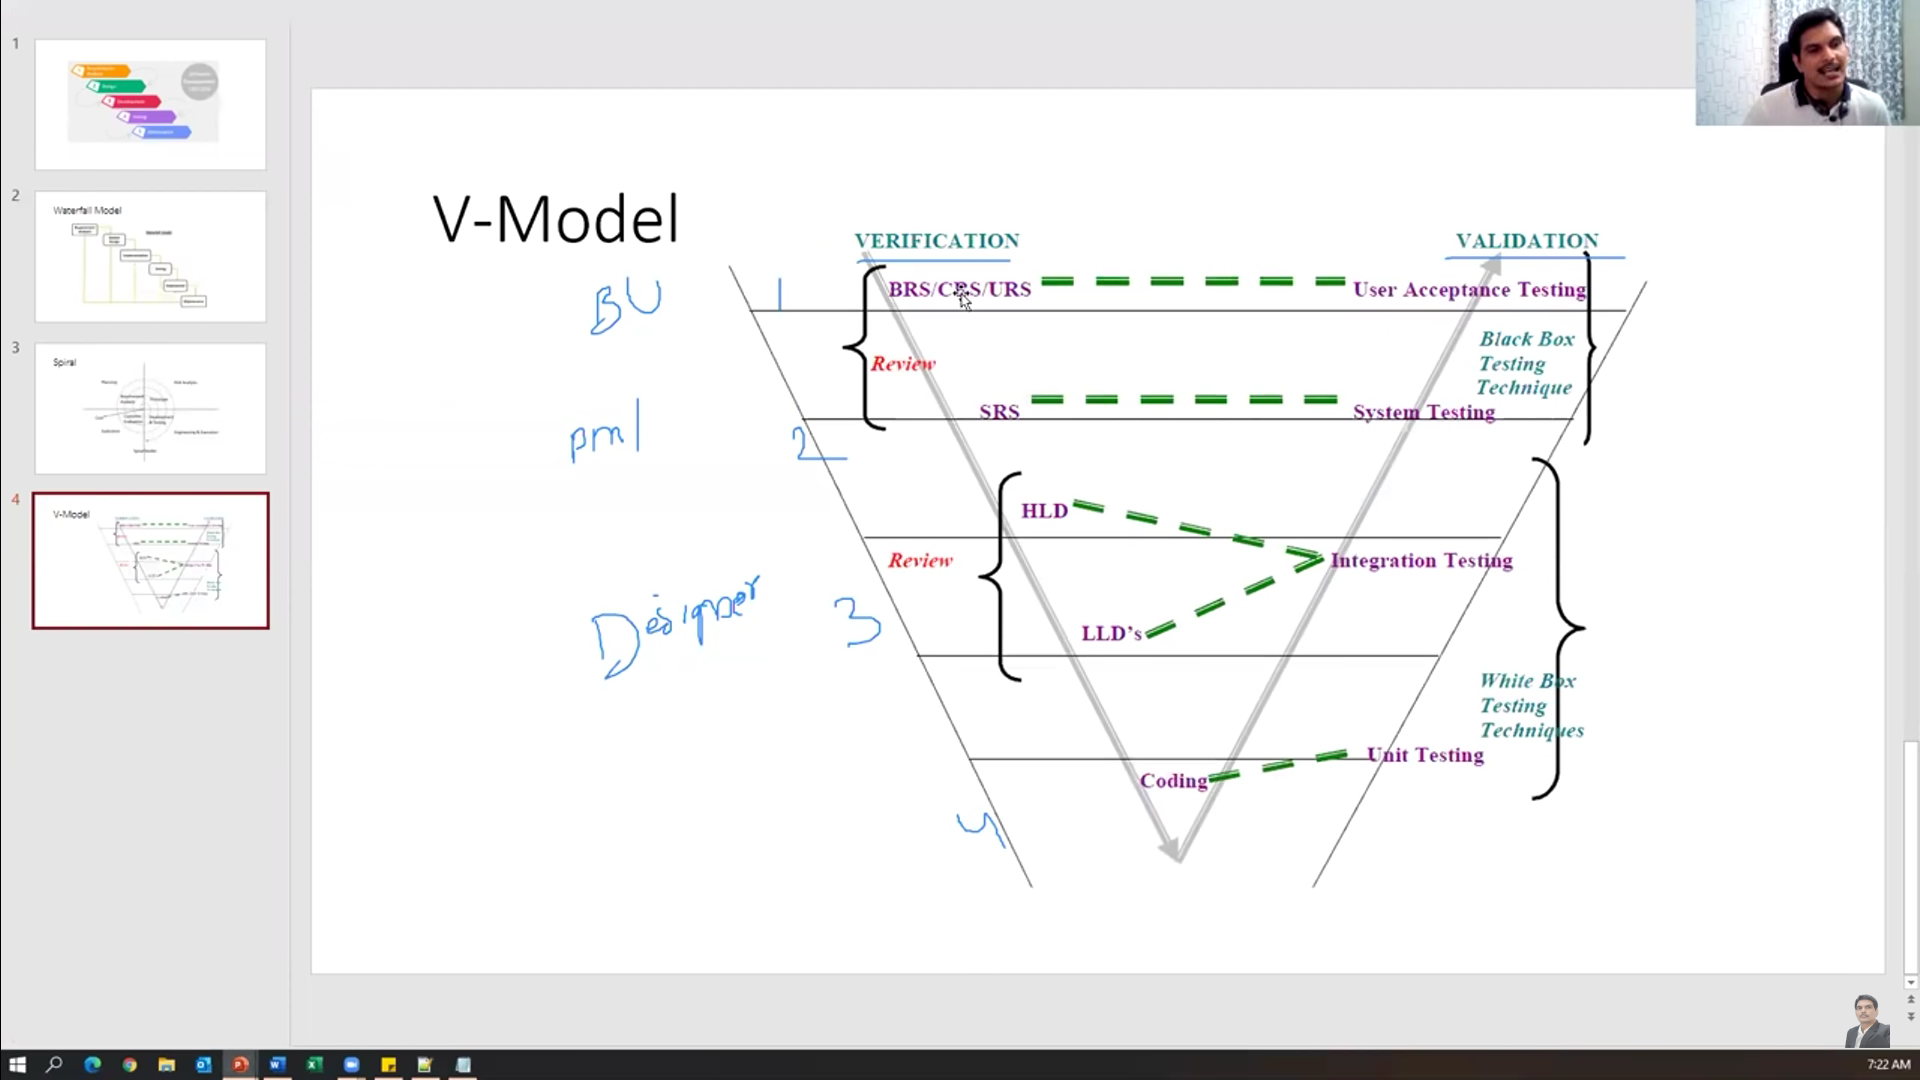 1
2
Waterfall Model
3
Spiral
4
V-Model
V-Model
VERIFICATION
VALIDATION
BU
1
BRS/CRS/URS
User Acceptance Testing
Review
Black Box
Testing
Technique
SRS
System Testing
pm
2
HLD
Review
Integration Testing
Designer
3
LLD's
White Box
Testing
Techniques
Unit Testing
Coding
4
7:22 AM